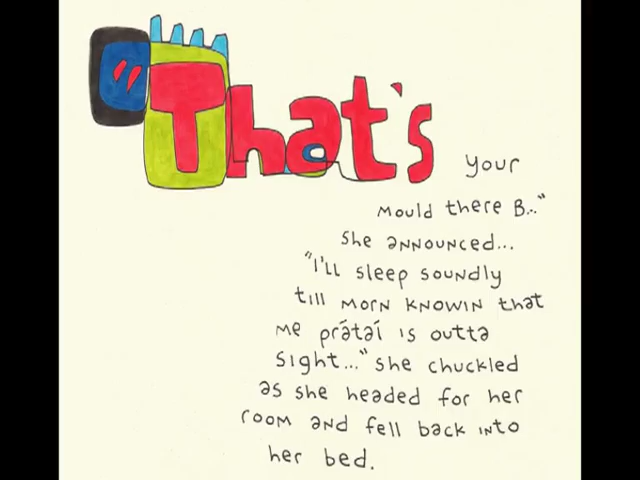 "That's your
mould there B..."
She announced...
"I'll sleep soundly
till morn knowin that
me prátaí is outta
sight..." she chuckled
as she headed for her
room and fell back into
her bed.